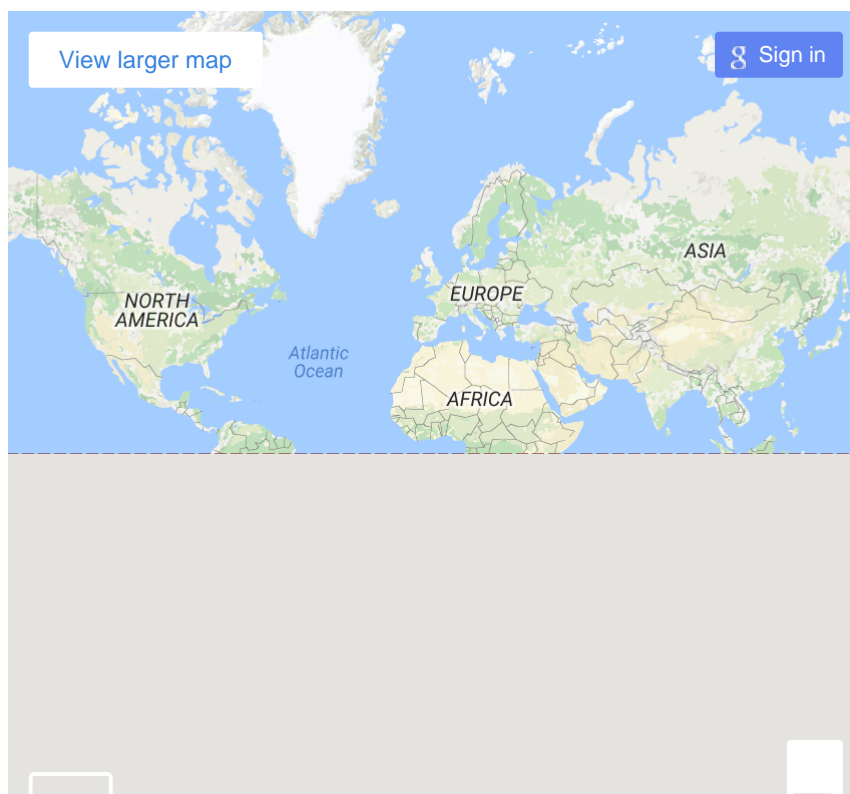 View larger map
g Sign in
ASIA
EUROPE
NORTH
AMERICA
Atlantic
Ocean
AFRICA